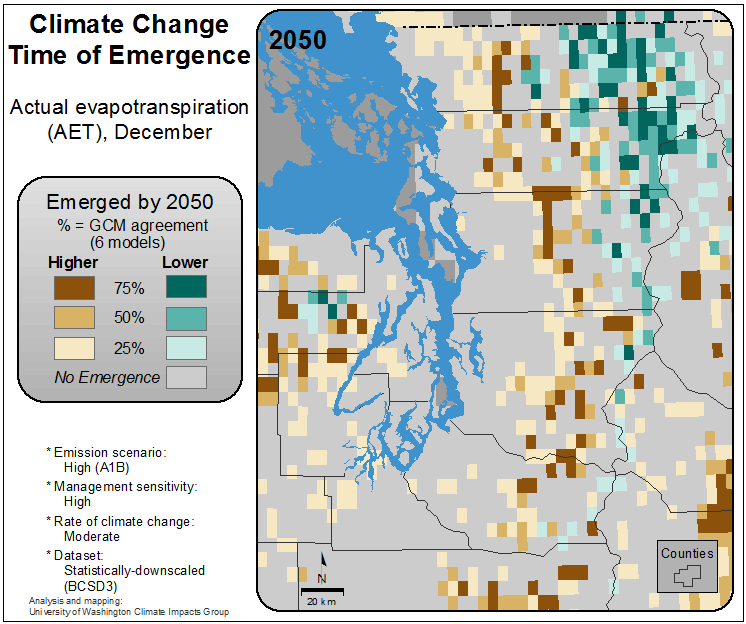 Climate Change
Time of Emergence
Actual evapotranspiration
(AET), December
Emerged by 2050
% = GCM agreement
(6 models)
Higher Lower
75%
50%
25%
No Emergence
* Emission scenario:
High (A1B)
* Management sensitivity:
High
* Rate of climate change:
Moderate
* Dataset:
Statistically-downscaled
(BCSD3)
Analysis and mapping:
University of Washington Climate Impacts Group
2050
N
20 km
Counties